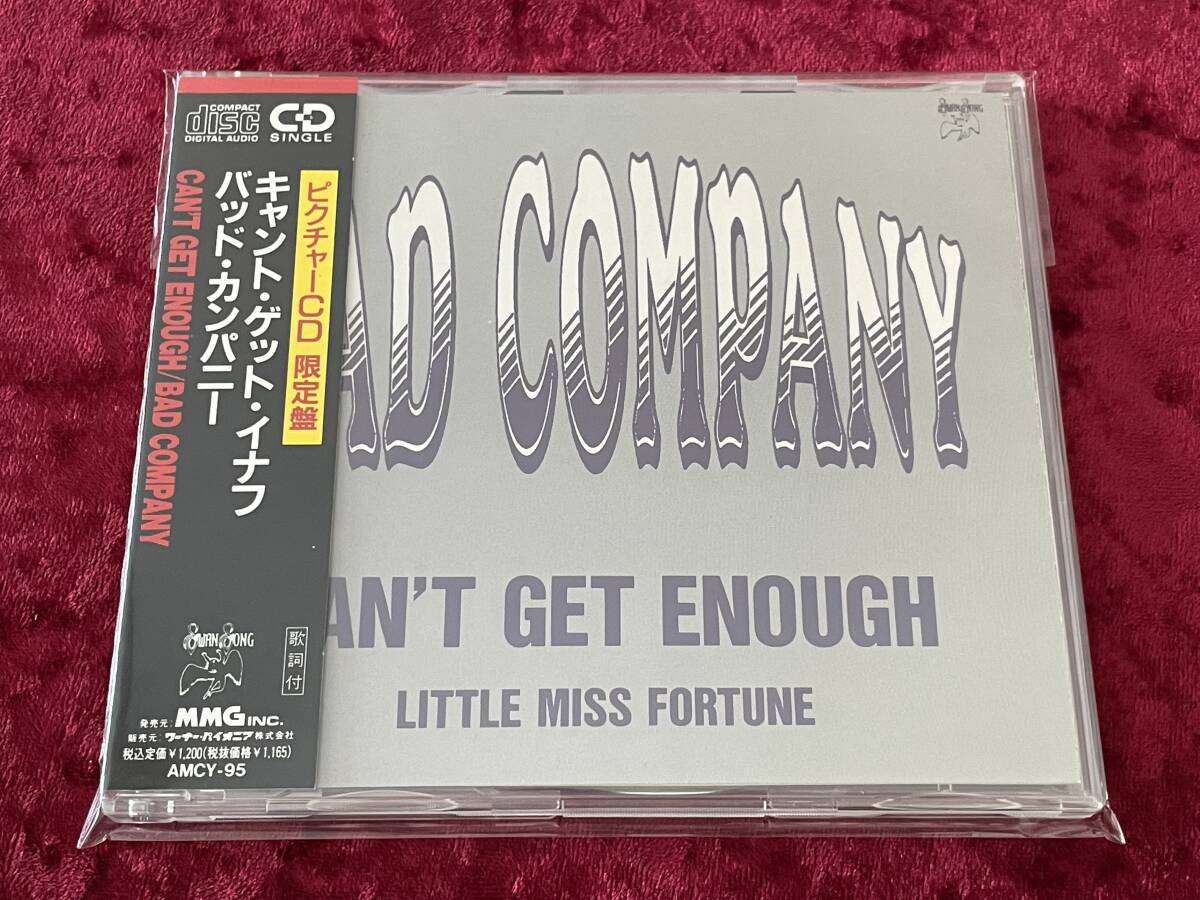 COMPACT
disc
DIGITAL AUDIO
CD
SINGLE
ピクチャーCD 限定盤
キャント・ゲット・イナフ
バッド・カンパニー
CAN'T GET ENOUGH/BAD COMPANY
SWAN SONG
歌詞付
発売元: MMG INC.
販売元: ワーナー・パイオニア株式会社
税込定価¥1,200(税抜価格¥1,165)
AMCY-95
SWAN SONG
AD COMPANY
AN'T GET ENOUGH
LITTLE MISS FORTUNE